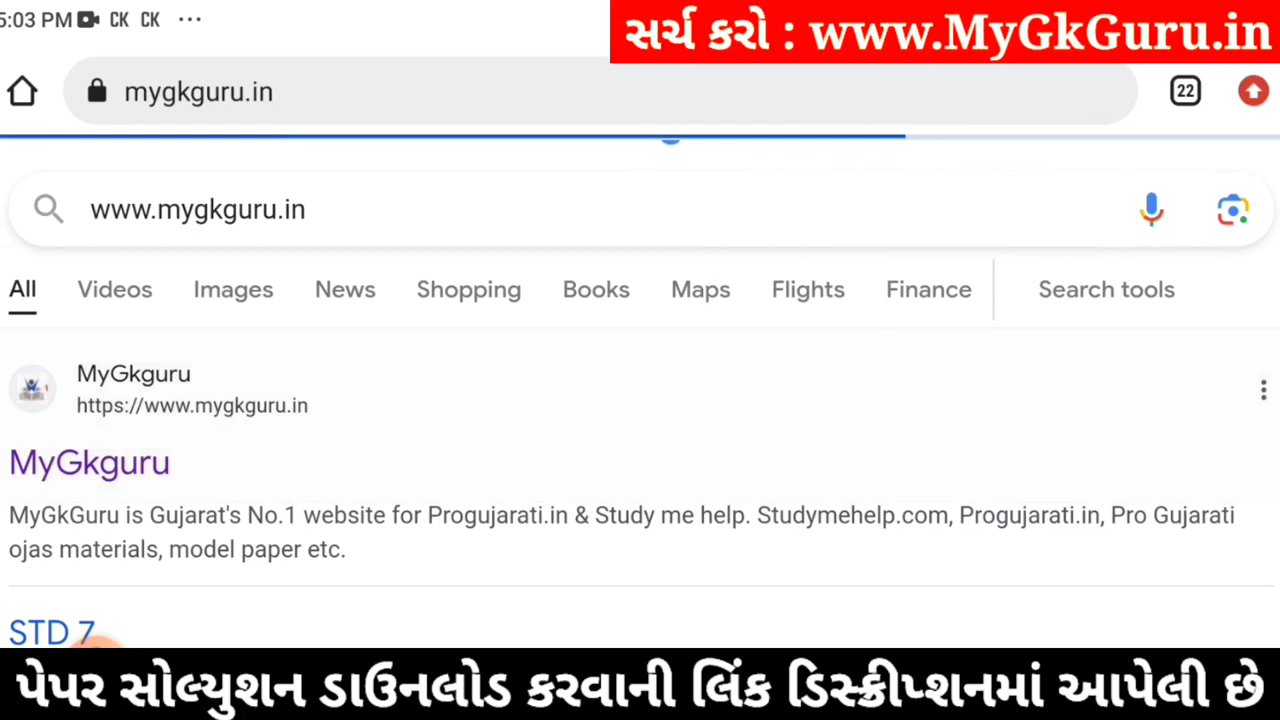 5:03 PM CK CK ...
સર્ચ કરો : www.MyGkGuru.in
mygkguru.in
22
www.mygkguru.in
All Videos Images News Shopping Books Maps Flights Finance Search tools
MyGkguru
https://www.mygkguru.in
MyGkguru
MyGkGuru is Gujarat's No.1 website for Progujarati.in & Study me help. Studymehelp.com, Progujarati.in, Pro Gujarati
ojas materials, model paper etc.
STD 7
પેપર સોલ્યુશન ડાઉનલોડ કરવાની લિંક ડિસ્ક્રીપ્શનમાં આપેલી છે